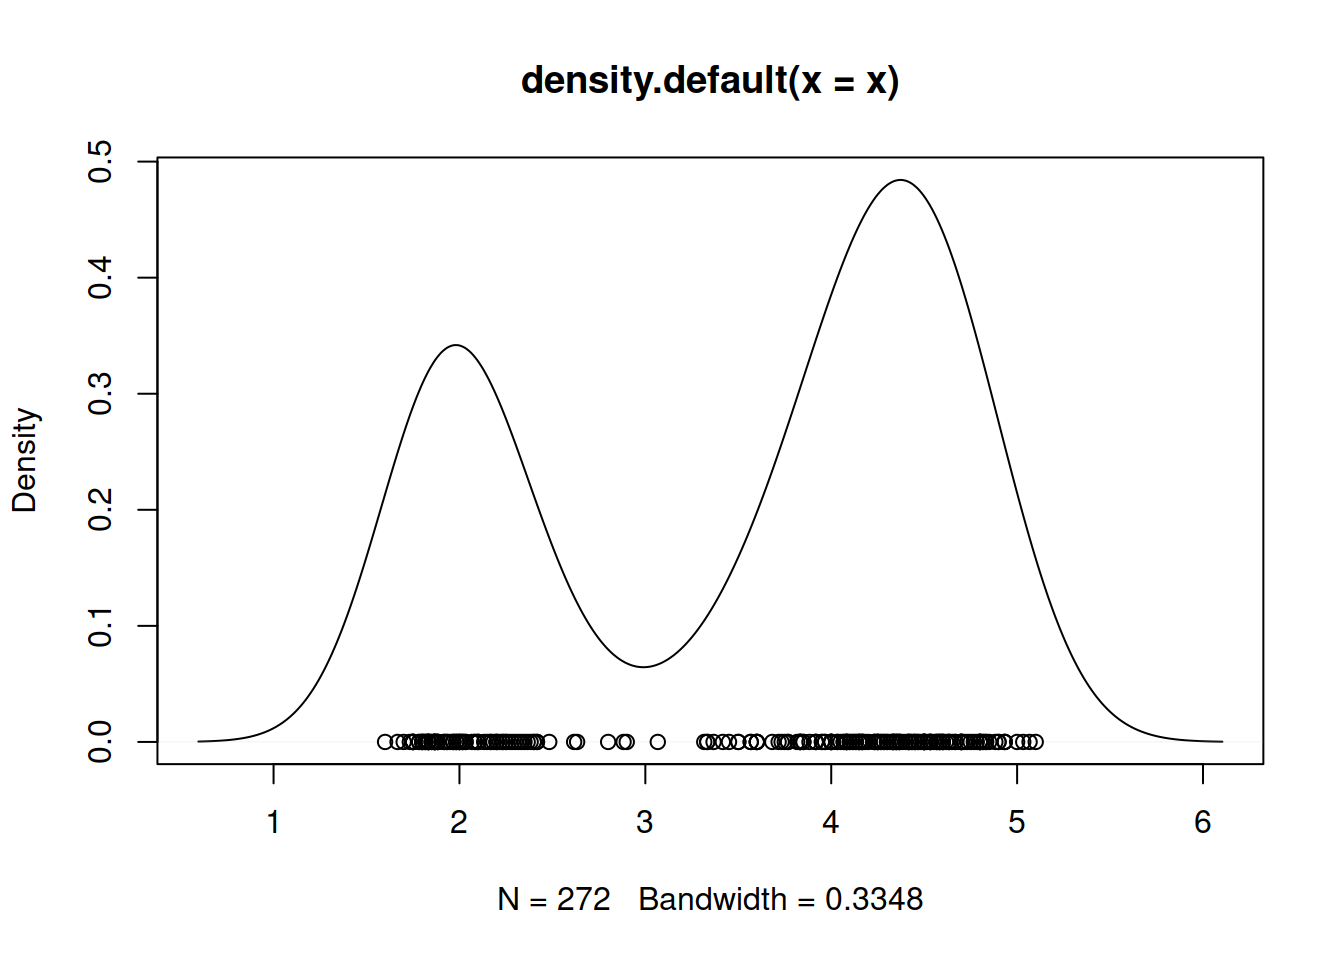 density.default(x = x)
Density
0.5
0.4
0.3
0.2
0.1
0.0
1 2 3 4 5 6
N = 272 Bandwidth = 0.3348